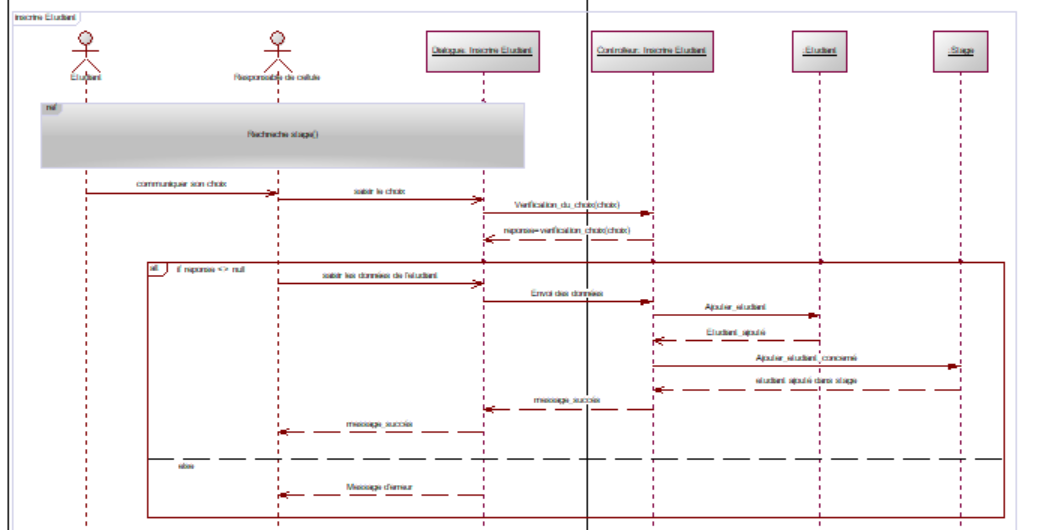 Inscrire Etudiant
Etudiant
Responsable de cellule
Dialogue: Inscrire Etudiant
Controlleur: Inscrire Etudiant
:Etudiant
:Stage
ref
Rechreche stage()
communiquer son choix
saisir le choix
Verification_du_choix(choix)
reponse=verification_choix(choix)
alt
if reponse <> null
saisir les données de l'etudiant
Envoi des données
Ajouter_etudiant
Etudiant_ajouté
Ajouter_etudiant_concerné
etudiant ajouté dans stage
message_succés
message_succés
else
Message d'erreur